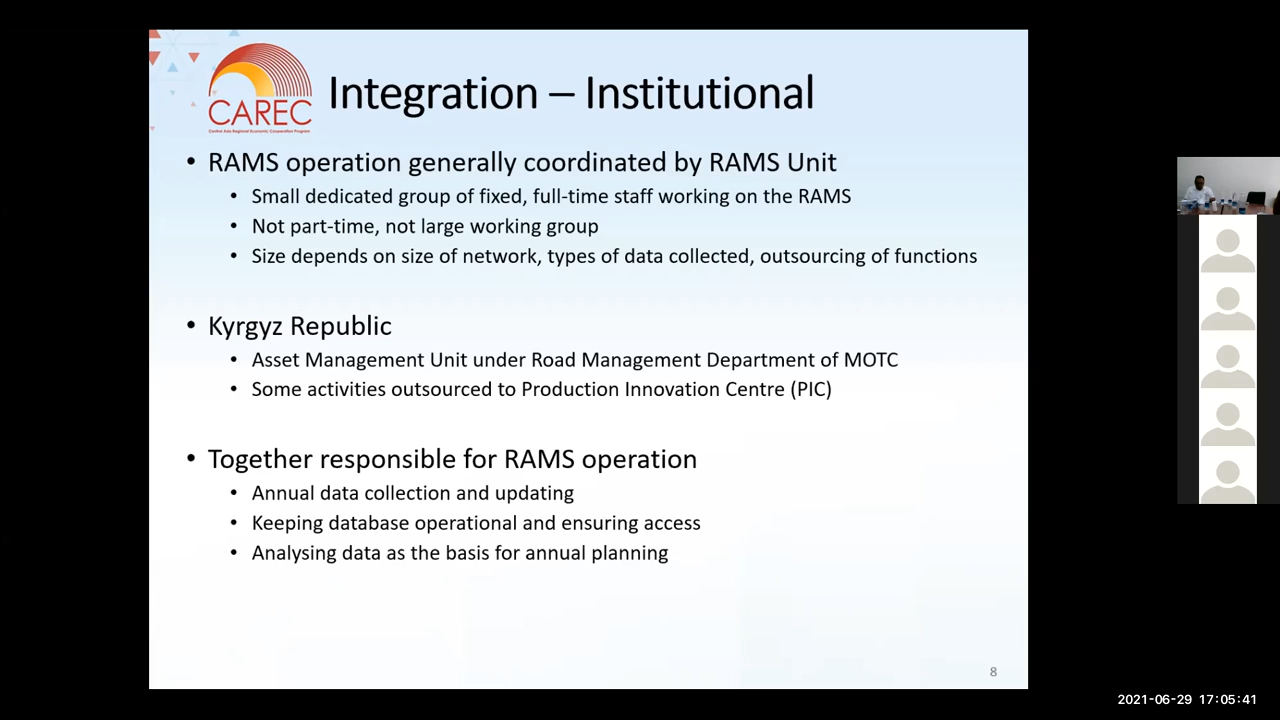 CAREC
Central Asia Regional Economic Cooperation Program
Integration – Institutional
• RAMS operation generally coordinated by RAMS Unit
• Small dedicated group of fixed, full-time staff working on the RAMS
• Not part-time, not large working group
• Size depends on size of network, types of data collected, outsourcing of functions
• Kyrgyz Republic
• Asset Management Unit under Road Management Department of MOTC
• Some activities outsourced to Production Innovation Centre (PIC)
• Together responsible for RAMS operation
• Annual data collection and updating
• Keeping database operational and ensuring access
• Analysing data as the basis for annual planning
8
2021-06-29 17:05:41